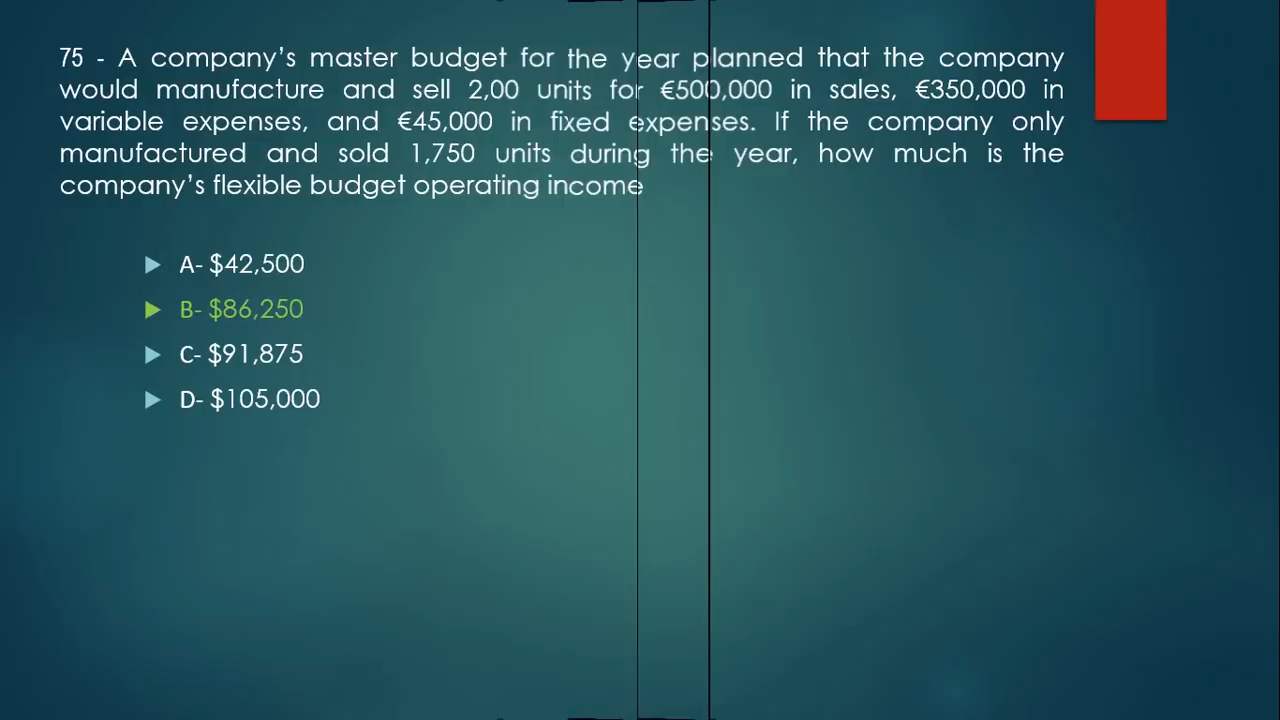 75 - A company’s master budget for the year planned that the company
would manufacture and sell 2,00 units for €500,000 in sales, €350,000 in
variable expenses, and €45,000 in fixed expenses. If the company only
manufactured and sold 1,750 units during the year, how much is the
company’s flexible budget operating income
A- $42,500
B- $86,250
C- $91,875
D- $105,000